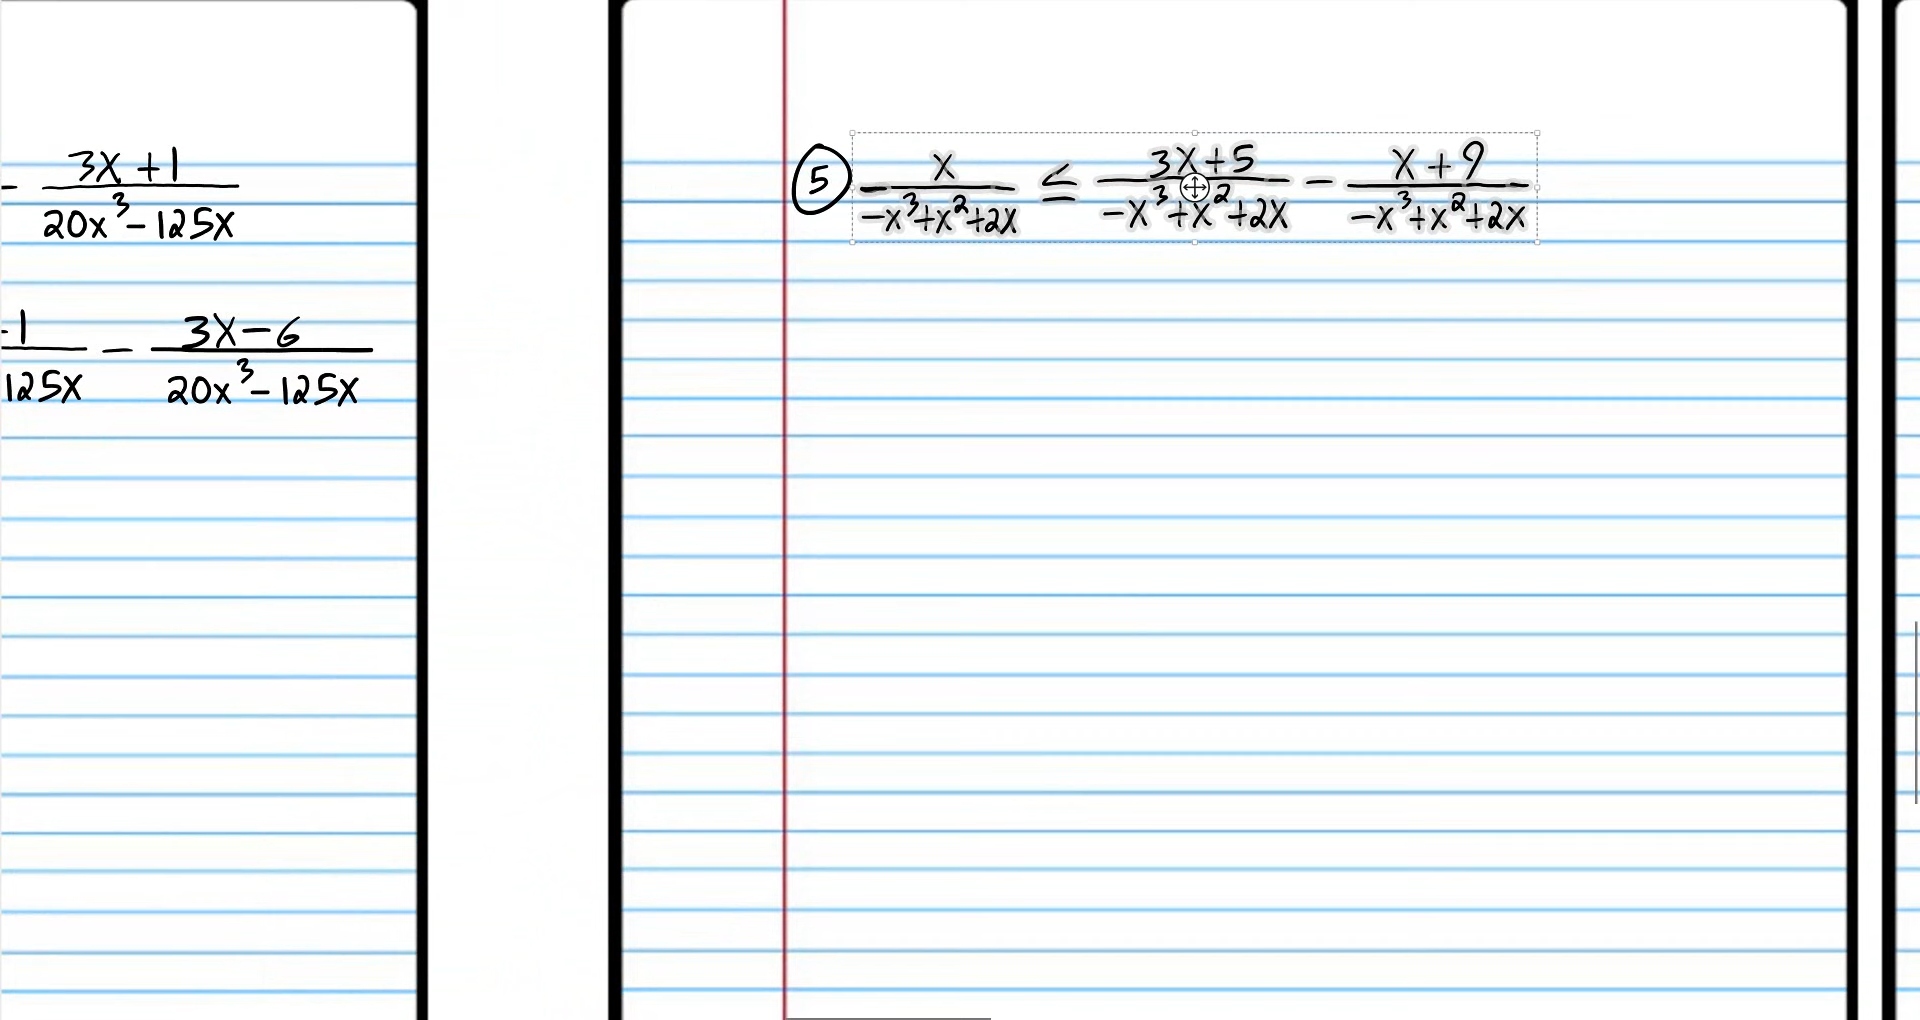 - (3x+1)/(20x³-125x)
-1/125x - (3x-6)/(20x³-125x)
⑤ x/(-x³+x²+2x) ≤ (3x+5)/(-x³+x²+2x) - (x+9)/(-x³+x²+2x)